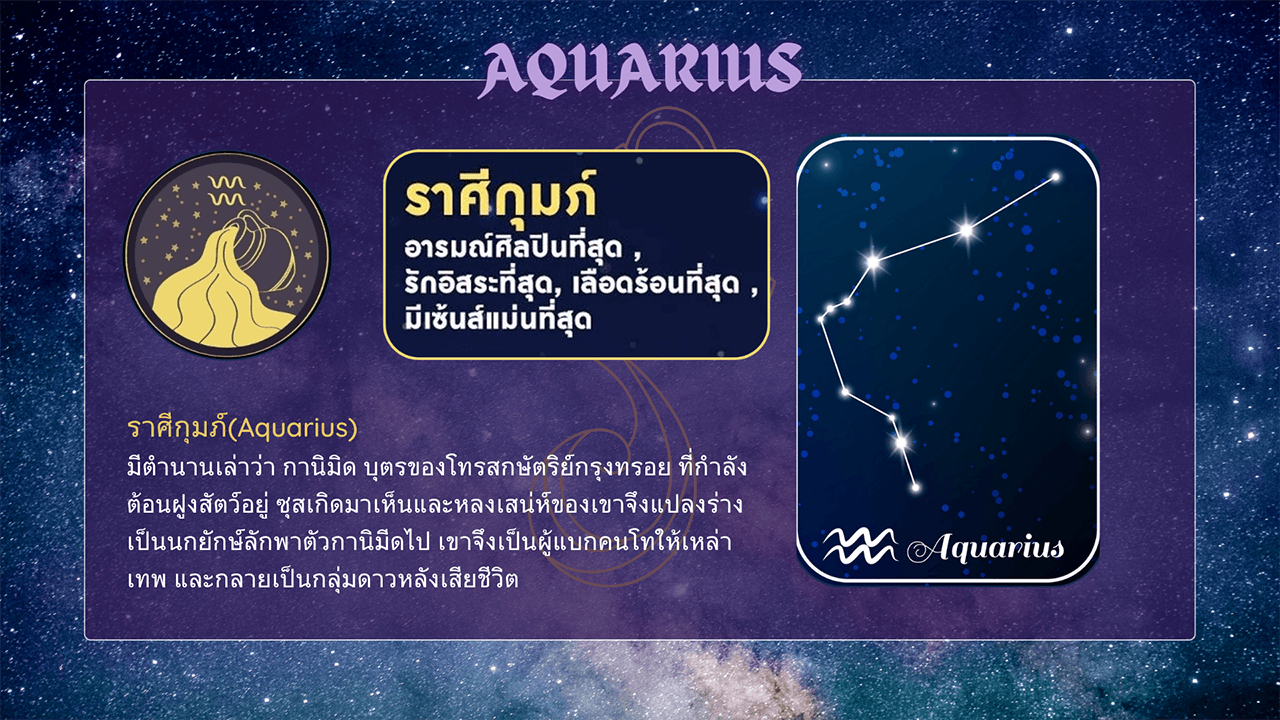 AQUARIUS
ราศีกุมภ์
อารมณ์ศิลปินที่สุด ,
รักอิสระที่สุด, เลือดร้อนที่สุด ,
มีเซ้นส์แม่นที่สุด
ราศีกุมภ์(Aquarius)
มีตำนานเล่าว่า กานิมิด บุตรของโทรสกษัตริย์กรุงทรอย ที่กำลัง
ต้อนฝูงสัตว์อยู่ ซุสเกิดมาเห็นและหลงเสน่ห์ของเขาจึงแปลงร่าง
เป็นนกยักษ์ลักพาตัวกานิมีดไป เขาจึงเป็นผู้แบกคนโทให้เหล่า
เทพ และกลายเป็นกลุ่มดาวหลังเสียชีวิต
Aquarius